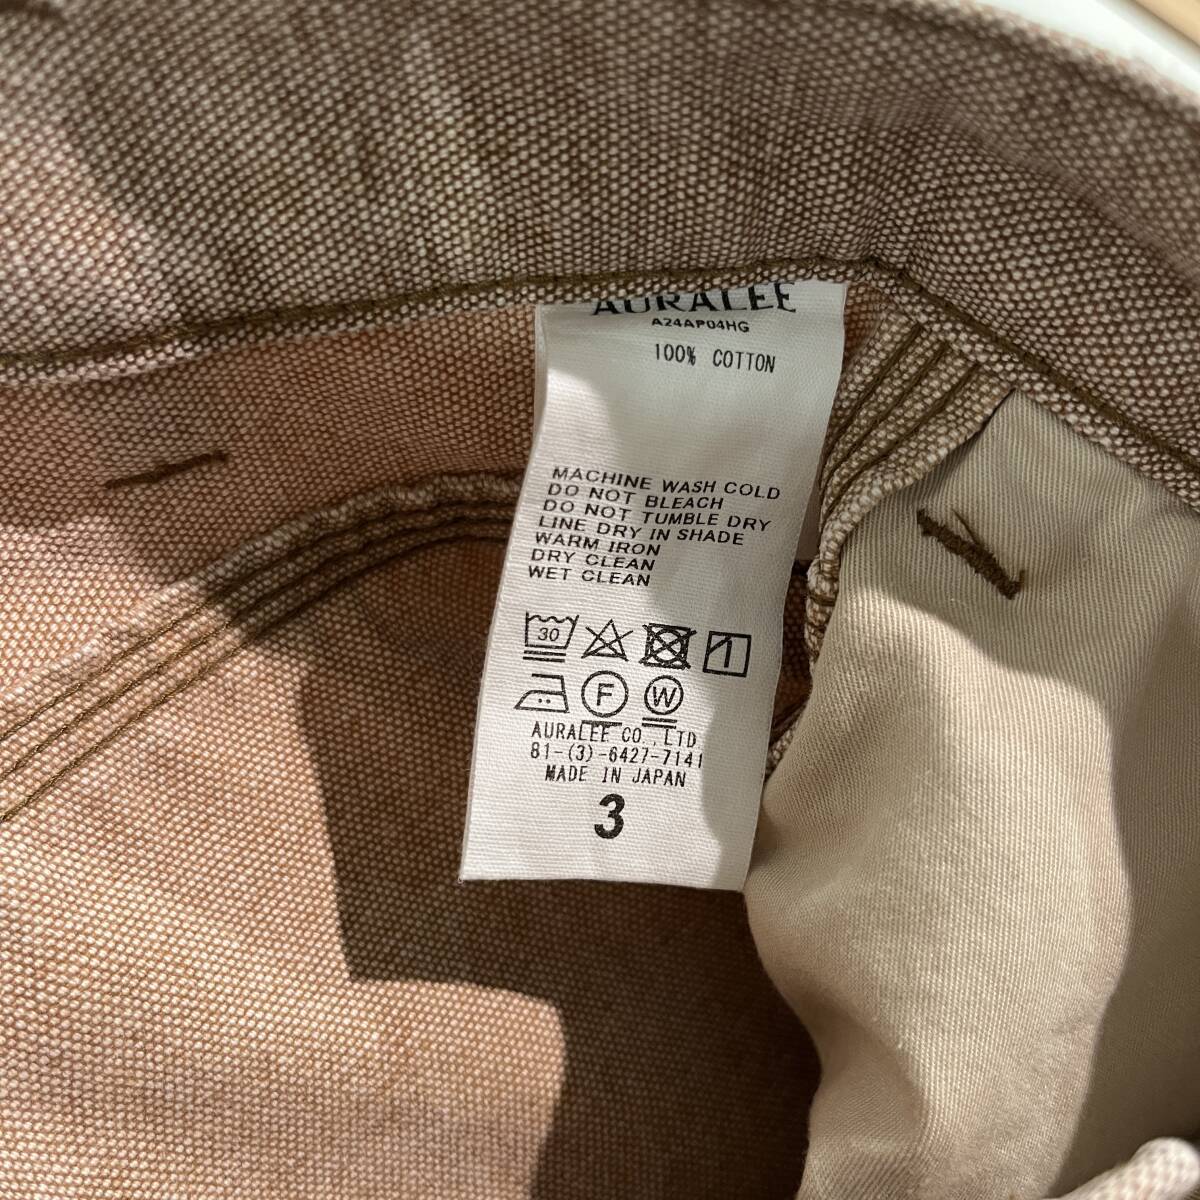 AURALEE
A24AP04HG
100% COTTON
MACHINE WASH COLD
DO NOT BLEACH
DO NOT TUMBLE DRY
LINE DRY IN SHADE
WARM IRON
DRY CLEAN
WET CLEAN
30
F W
AURALEE CO.,LTD
81-(3)-6427-7141
MADE IN JAPAN
3